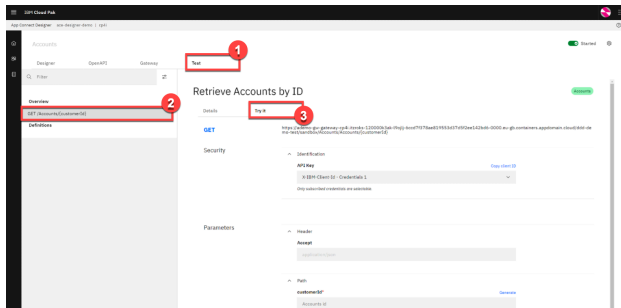 IBM Cloud Pak
App Connect Designer
Accounts
Started
Designer
OpenAPI
Gateway
Test
1
Filter
Overview
GET /Accounts/{customerId}
2
Definitions
Retrieve Accounts by ID
Accounts
Details
Try it
3
GET
Security
Identification
API Key
Copy client ID
X-IBM-Client-Id - Credentials 1
Only subscribed credentials are selectable.
Parameters
Header
Accept
application/json
Path
customerId*
Generate
Accounts id